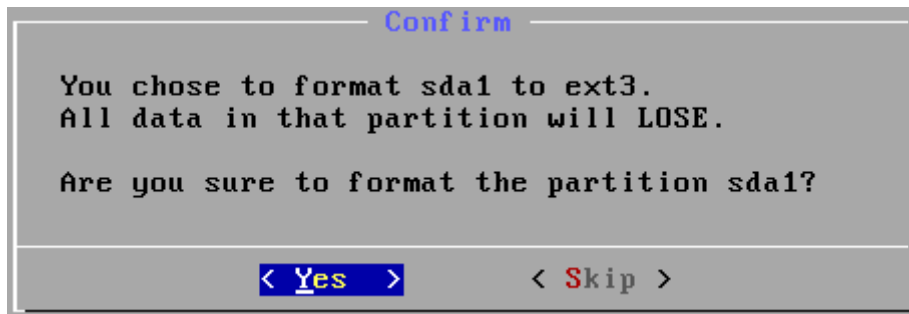 Confirm
You chose to format sda1 to ext3.
All data in that partition will LOSE.
Are you sure to format the partition sda1?
< Yes > < Skip >